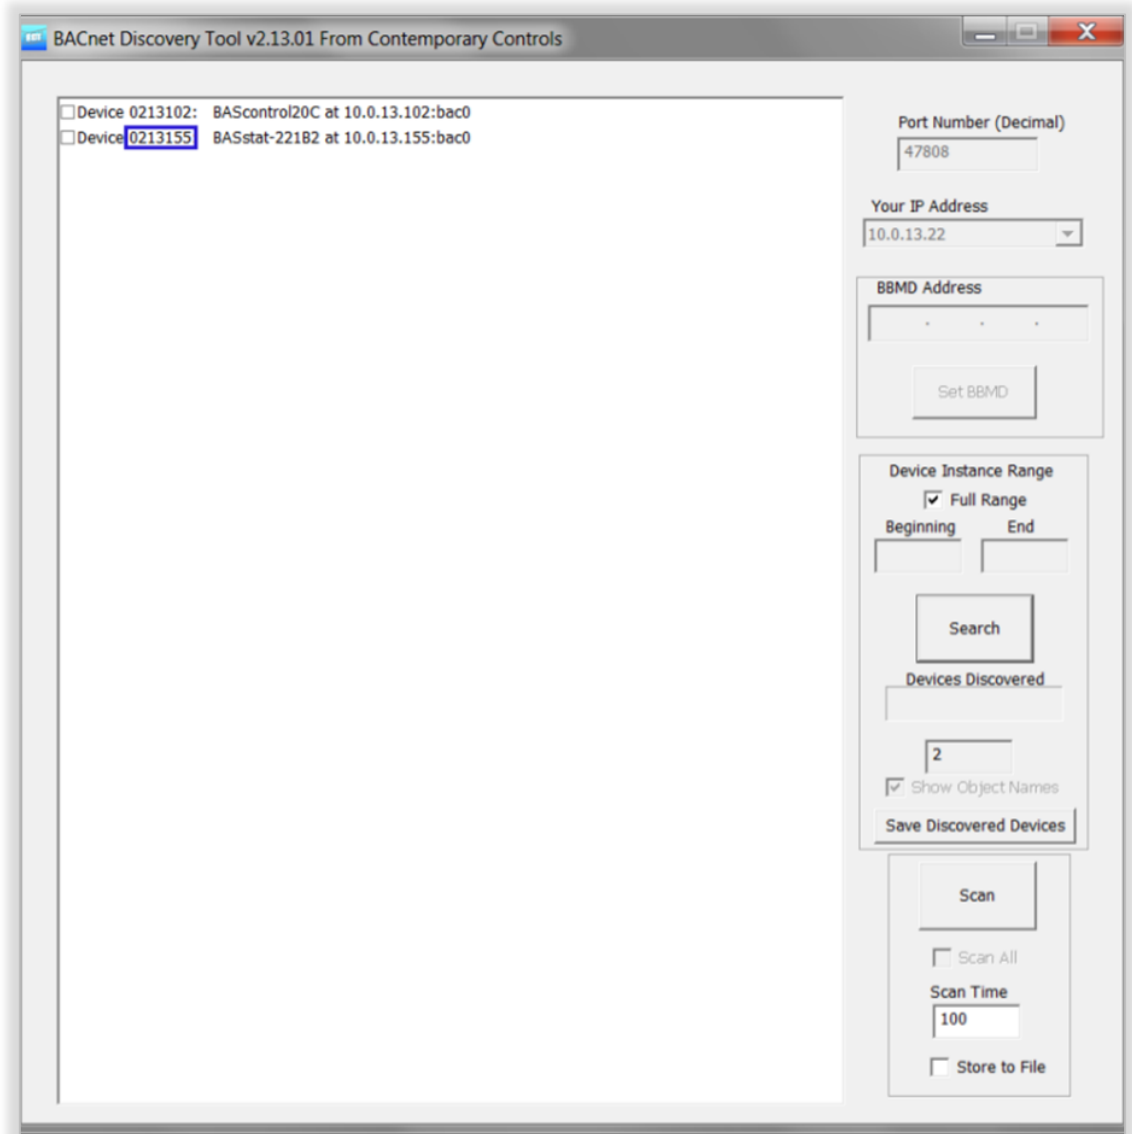 BACnet Discovery Tool v2.13.01 From Contemporary Controls
Device 0213102: BAScontrol20C at 10.0.13.102:bac0
Device 0213155 BASstat-221B2 at 10.0.13.155:bac0
Port Number (Decimal)
47808
Your IP Address
10.0.13.22
BBMD Address
. . .
Set BBMD
Device Instance Range
Full Range
Beginning End
Search
Devices Discovered
2
Show Object Names
Save Discovered Devices
Scan
Scan All
Scan Time
100
Store to File